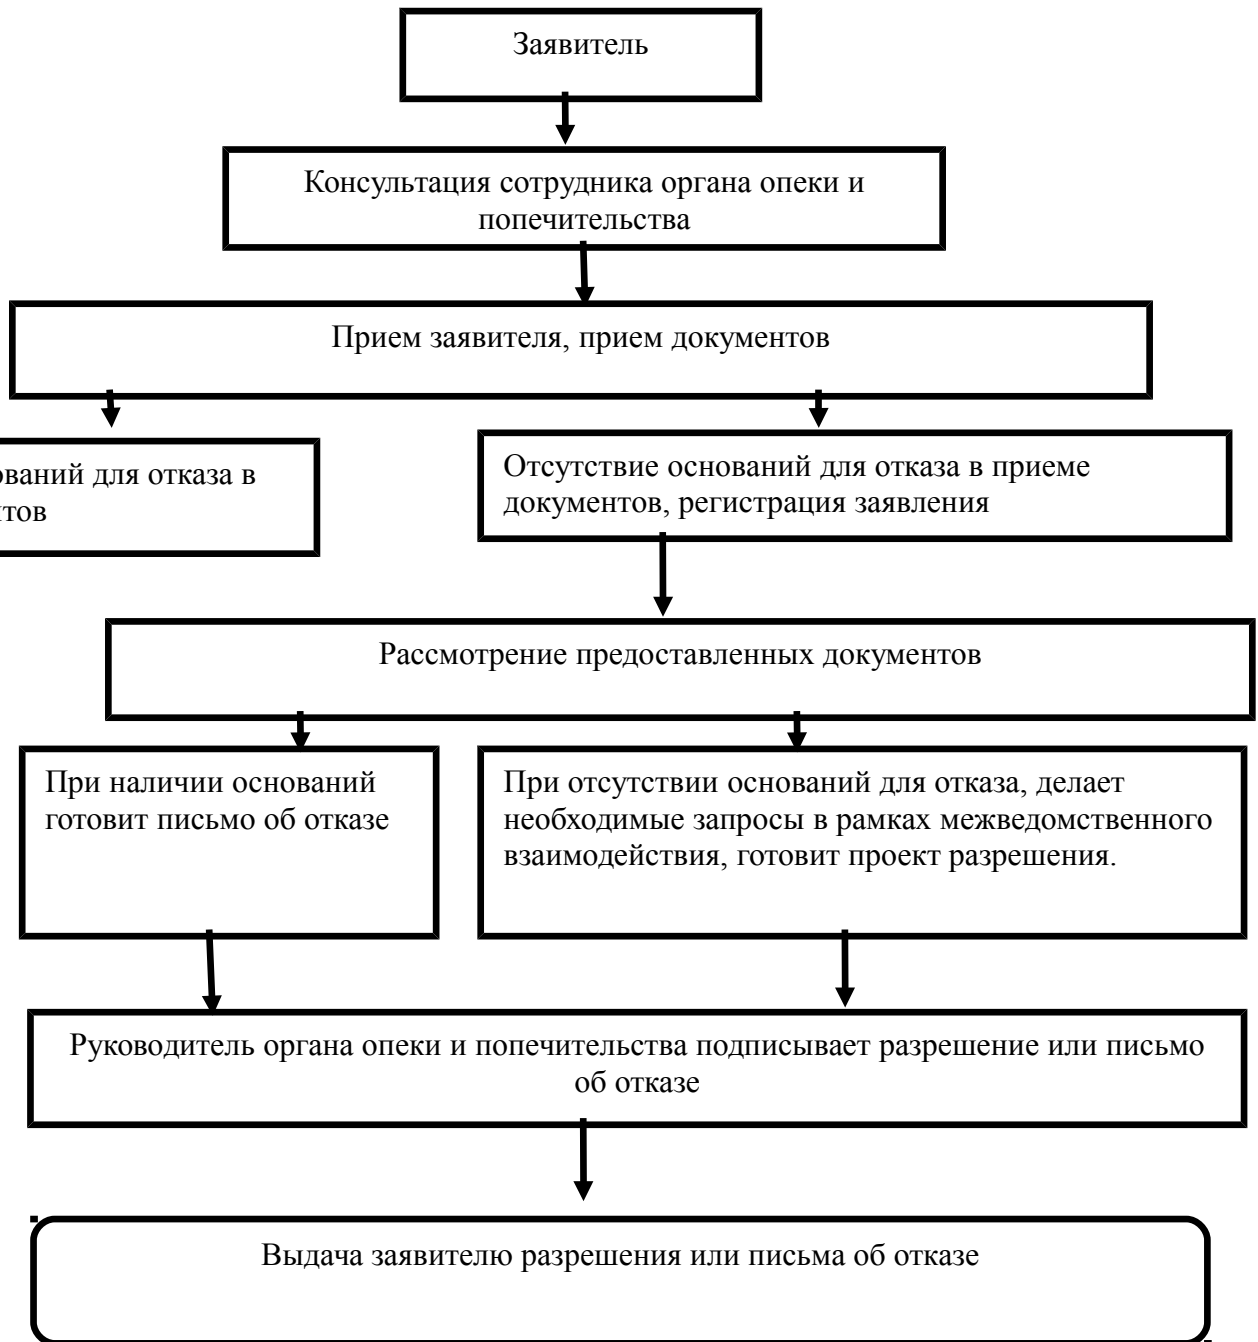 Заявитель
Консультация сотрудника органа опеки и
попечительства
Прием заявителя, прием документов
для отказа в
Отсутствие оснований для отказа в приеме
документов, регистрация заявления
Рассмотрение предоставленных документов
При наличии оснований
готовит письмо об отказе
При отсутствии оснований для отказа, делает
необходимые запросы в рамках межведомственного
взаимодействия, готовит проект разрешения.
Руководитель органа опеки и попечительства подписывает разрешение или письмо
об отказе
Выдача заявителю разрешения или письма об отказе